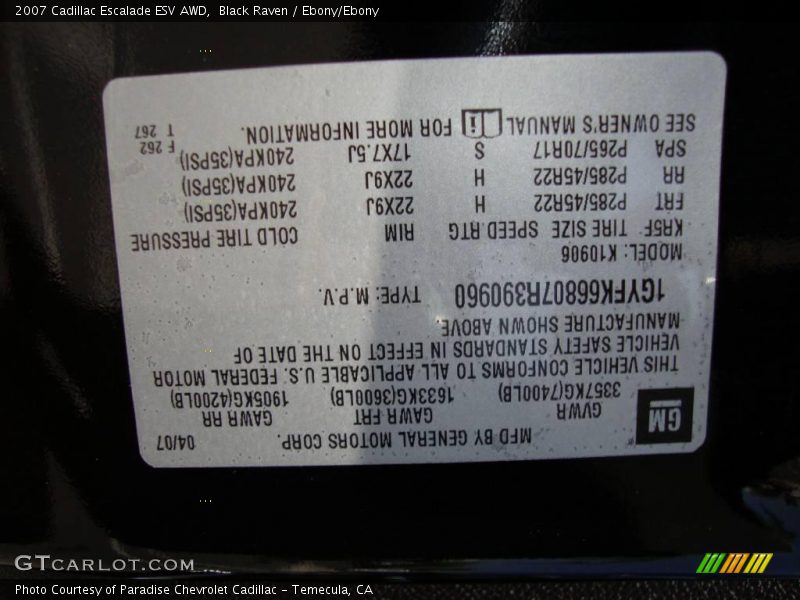 2007 Cadillac Escalade ESV AWD, Black Raven / Ebony/Ebony
MFD BY GENERAL MOTORS CORP. 04/07
GM
GVWR GAWR FRT GAWR RR
3357KG(7400LB) 1633KG(3600LB) 1905KG(4200LB)
THIS VEHICLE CONFORMS TO ALL APPLICABLE U.S. FEDERAL MOTOR
VEHICLE SAFETY STANDARDS IN EFFECT ON THE DATE OF
MANUFACTURE SHOWN ABOVE.
1GYFK66807R390960 TYPE: M.P.V.
MODEL: K10906
KR5F TIRE SIZE SPEED RTG RIM COLD TIRE PRESSURE
FRT P285/45R22 H 22X9J 240KPA(35PSI)
RR P285/45R22 H 22X9J 240KPA(35PSI)
SPA P265/70R17 S 17X7.5J 240KPA(35PSI)
SEE OWNER'S MANUAL i FOR MORE INFORMATION.
F 262
T 267
GTCARLOT.COM
Photo Courtesy of Paradise Chevrolet Cadillac - Temecula, CA